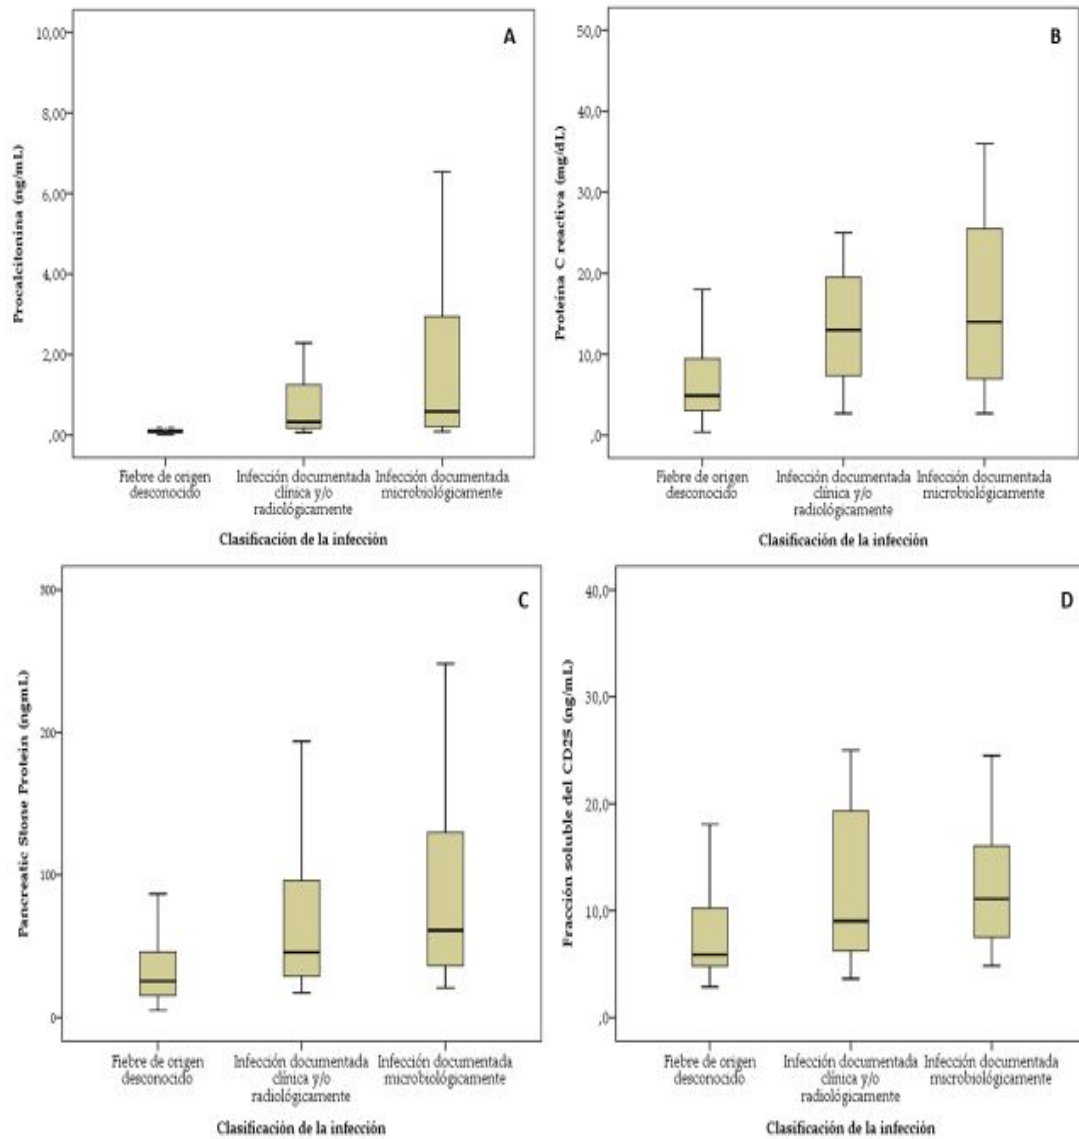 A
Procalcitonina (ng/mL)
10,00
8,00
6,00
4,00
2,00
,00
Fiebre de origen
desconocido
Infección documentada
clínica y/o
radiológicamente
Infección documentada
microbiológicamente
Clasificación de la infección
B
Proteína C reactiva (mg/dL)
50,0
40,0
30,0
20,0
10,0
,0
Fiebre de origen
desconocido
Infección documentada
clínica y/o
radiológicamente
Infección documentada
microbiológicamente
Clasificación de la infección
C
Pancreatic Stone Protein (ngmL)
300
200
100
0
Fiebre de origen
desconocido
Infección documentada
clínica y/o
radiológicamente
Infección documentada
microbiológicamente
Clasificación de la infección
D
Fracción soluble del CD25 (ng/mL)
40,0
30,0
20,0
10,0
,0
Fiebre de origen
desconocido
Infección documentada
clínica y/o
radiológicamente
Infección documentada
microbiológicamente
Clasificación de la infección